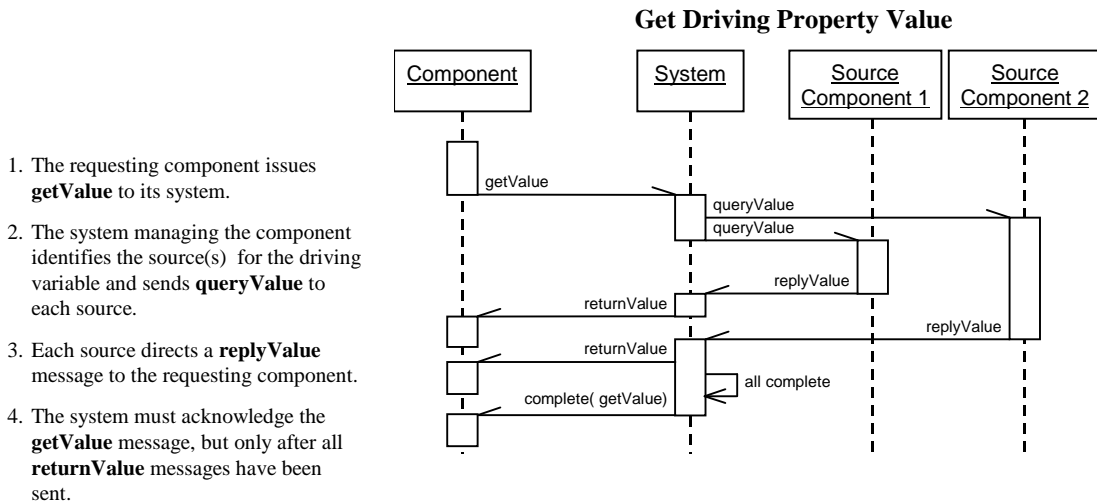 Get Driving Property Value
Component
System
Source
Component 1
Source
Component 2
1. The requesting component issues
getValue to its system.
2. The system managing the component
identifies the source(s) for the driving
variable and sends queryValue to
each source.
3. Each source directs a replyValue
message to the requesting component.
4. The system must acknowledge the
getValue message, but only after all
returnValue messages have been
sent.
getValue
queryValue
queryValue
replyValue
returnValue
replyValue
returnValue
all complete
complete( getValue)